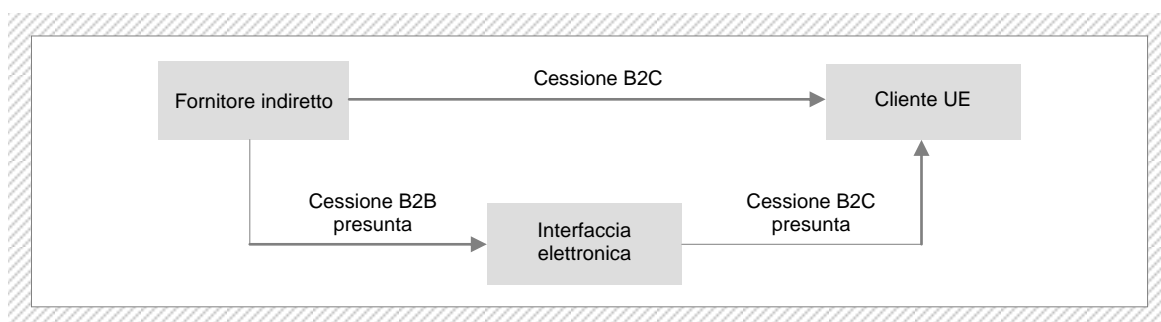 Cessione B2C
Fornitore indiretto
Cliente UE
Cessione B2B
presunta
Cessione B2C
presunta
Interfaccia
elettronica